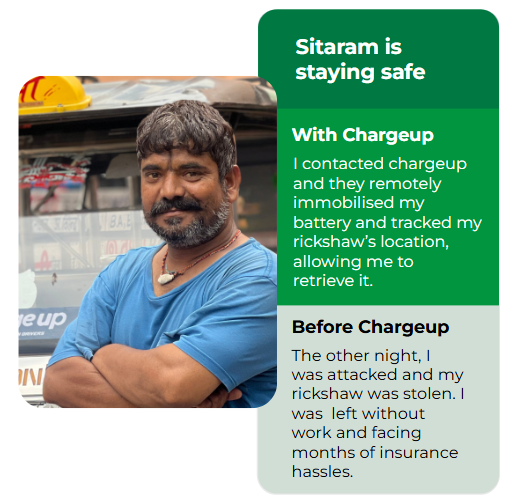 Sitaram is
staying safe
With Chargeup
I contacted chargeup
and they remotely
immobilised my
battery and tracked my
rickshaw's location,
allowing me to
retrieve it.
Before Chargeup
The other night, I
was attacked and my
rickshaw was stolen. I
was left without
work and facing
months of insurance
hassles.
ge up